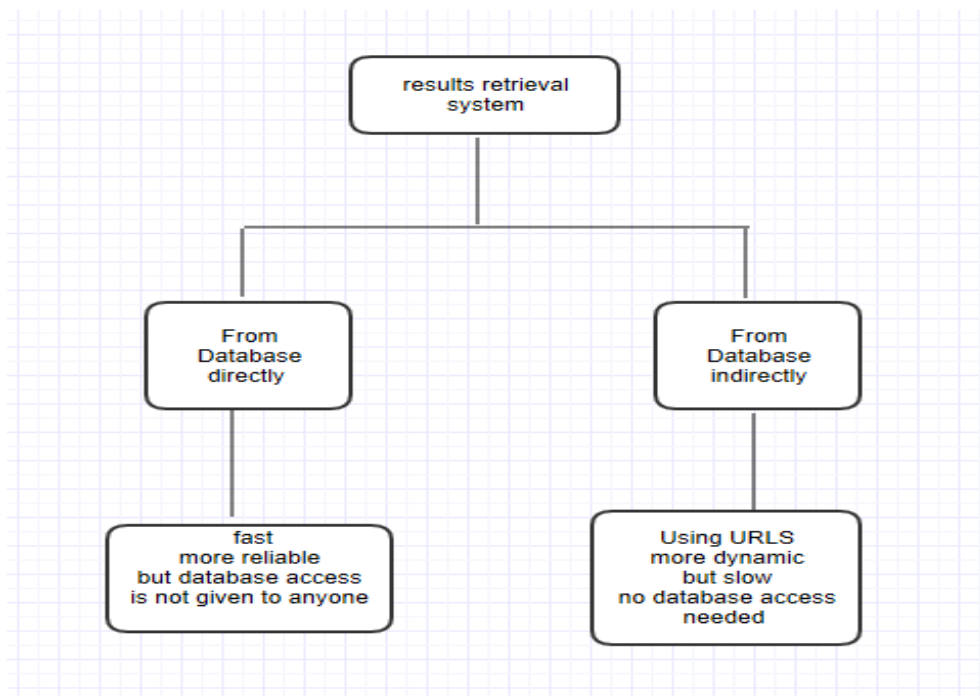 results retrieval
system
From
Database
directly
From
Database
indirectly
fast
more reliable
but database access
is not given to anyone
Using URLS
more dynamic
but slow
no database access
needed